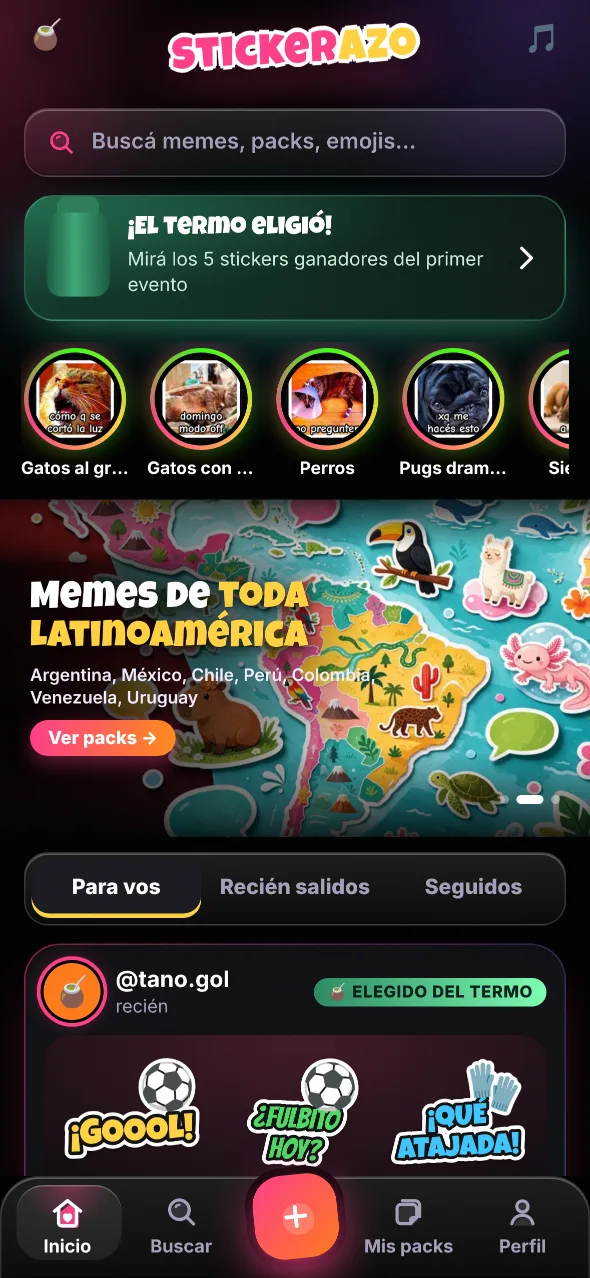 STICKERAZO
Buscá memes, packs, emojis...
¡EL TERMO ELIGIÓ!
Mirá los 5 stickers ganadores del primer
evento
cómo q se
cortó la luz
domingo
modo off
no pregunten
xq me
hacés esto
a
Gatos al gr...
Gatos con ...
Perros
Pugs dram...
Sie
Memes de TODA
LATINOAMÉRICA
Argentina, México, Chile, Perú, Colombia,
Venezuela, Uruguay
Ver packs →
Para vos
Recién salidos
Seguidos
@tano.gol
recién
ELEGIDO DEL TERMO
¡GOOOL!
¿FULBITO
HOY?
¡QUÉ
ATAJADA!
Inicio
Buscar
Mis packs
Perfil